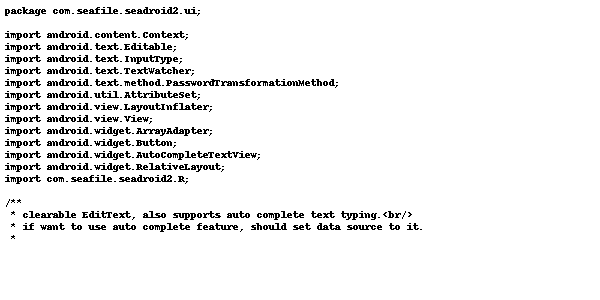 package com.seafile.seadroid2.ui;

import android.content.Context;
import android.text.Editable;
import android.text.InputType;
import android.text.TextWatcher;
import android.text.method.PasswordTransformationMethod;
import android.util.AttributeSet;
import android.view.LayoutInflater;
import android.view.View;
import android.widget.ArrayAdapter;
import android.widget.Button;
import android.widget.AutoCompleteTextView;
import android.widget.RelativeLayout;
import com.seafile.seadroid2.R;

/**
 * clearable EditText, also supports auto complete text typing.<br/>
 * if want to use auto complete feature, should set data source to it.
 *